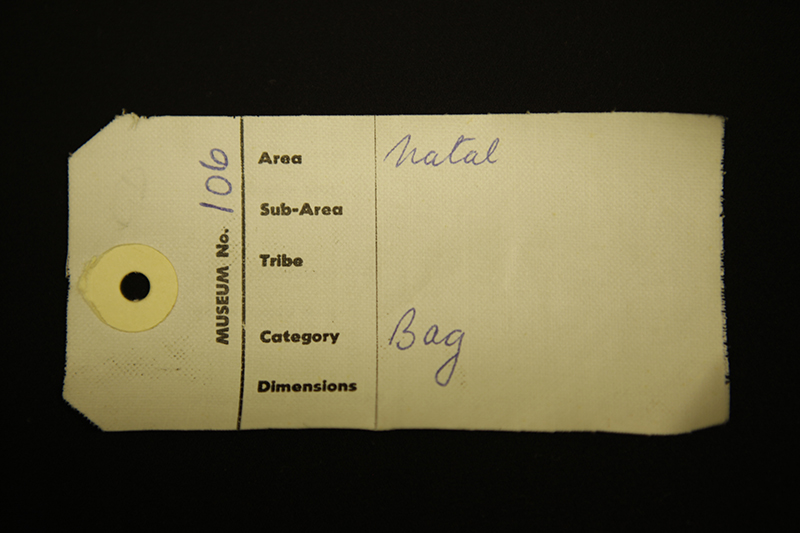 MUSEUM No. 106
Area Natal
Sub-Area
Tribe
Category Bag
Dimensions